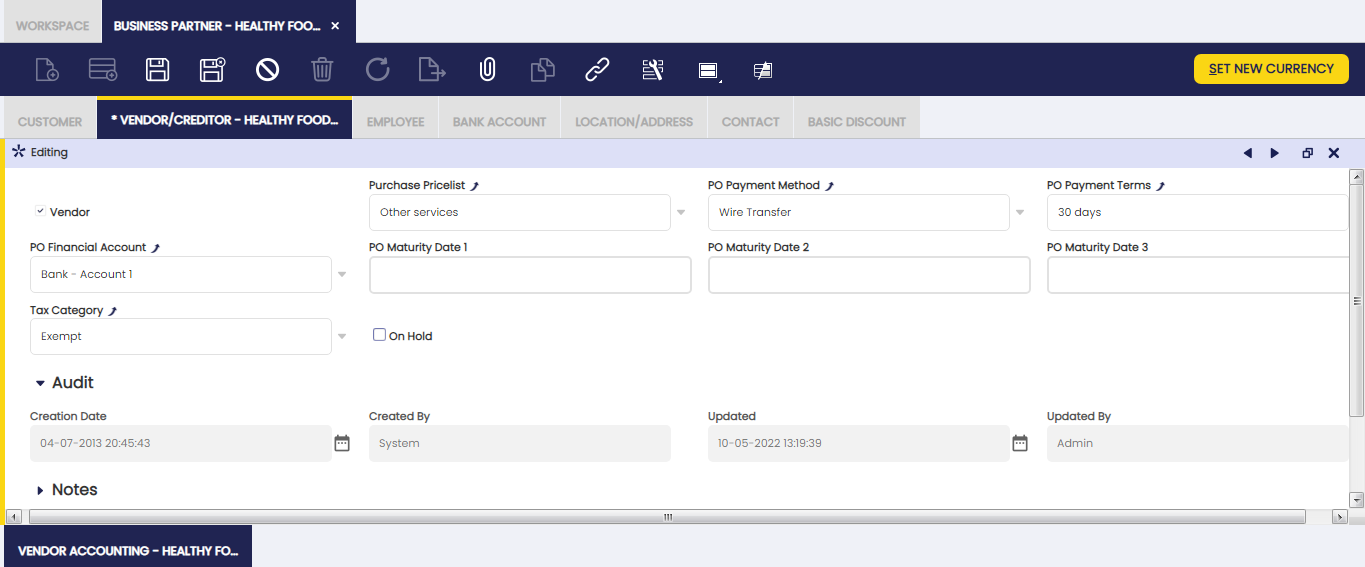 WORKSPACE
BUSINESS PARTNER - HEALTHY FOO...
SET NEW CURRENCY
CUSTOMER
* VENDOR/CREDITOR - HEALTHY FOOD...
EMPLOYEE
BANK ACCOUNT
LOCATION/ADDRESS
CONTACT
BASIC DISCOUNT
Editing
Vendor
Purchase Pricelist
Other services
PO Payment Method
Wire Transfer
PO Payment Terms
30 days
PO Financial Account
Bank - Account 1
PO Maturity Date 1
PO Maturity Date 2
PO Maturity Date 3
Tax Category
Exempt
On Hold
Audit
Creation Date
04-07-2013 20:45:43
Created By
System
Updated
10-05-2022 13:19:39
Updated By
Admin
Notes
VENDOR ACCOUNTING - HEALTHY FO...